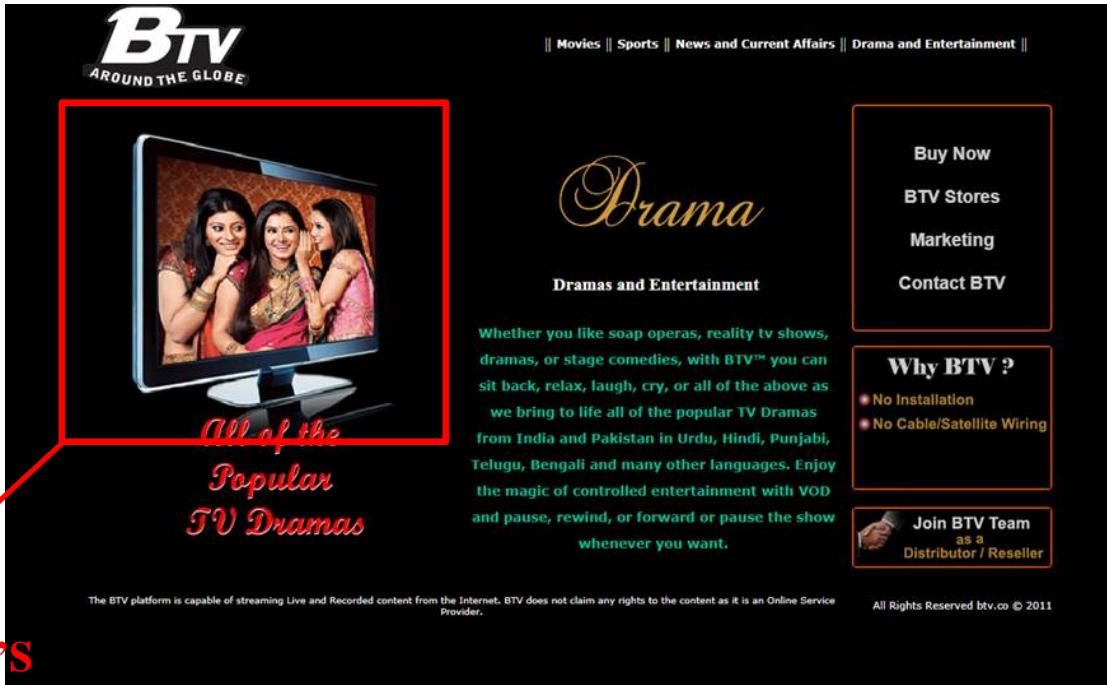 BTV
AROUND THE GLOBE
|| Movies || Sports || News and Current Affairs || Drama and Entertainment ||
Drama
Dramas and Entertainment
Whether you like soap operas, reality tv shows,
dramas, or stage comedies, with BTV™ you can
sit back, relax, laugh, cry, or all of the above as
we bring to life all of the popular TV Dramas
from India and Pakistan in Urdu, Hindi, Punjabi,
Telugu, Bengali and many other languages. Enjoy
the magic of controlled entertainment with VOD
and pause, rewind, or forward or pause the show
whenever you want.
All of the
Popular
TV Dramas
Buy Now
BTV Stores
Marketing
Contact BTV
Why BTV ?
No Installation
No Cable/Satellite Wiring
Join BTV Team
as a
Distributor / Reseller
The BTV platform is capable of streaming Live and Recorded content from the Internet. BTV does not claim any rights to the content as it is an Online Service
Provider.
All Rights Reserved btv.co © 2011
'S